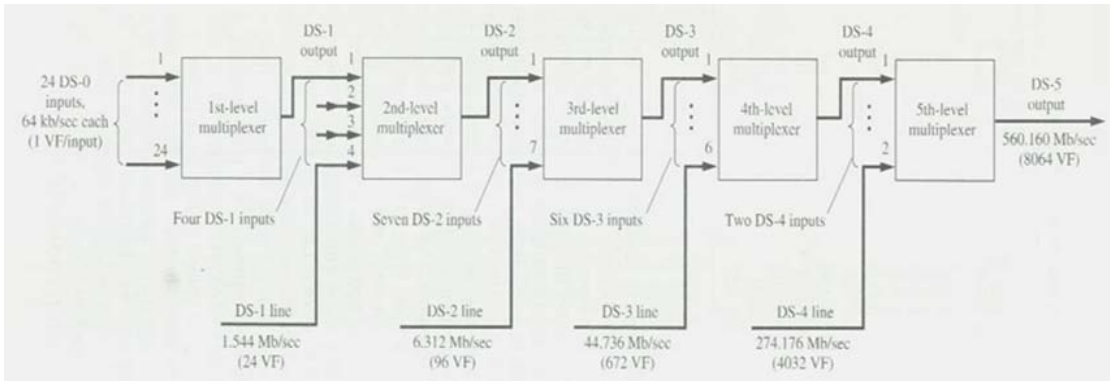 24 DS-0
inputs,
64 kb/sec each
(1 VF/input)
1
24
1st-level
multiplexer
DS-1
output
1
2
3
4
Four DS-1 inputs
2nd-level
multiplexer
DS-2
output
1
7
Seven DS-2 inputs
3rd-level
multiplexer
DS-3
output
1
6
Six DS-3 inputs
4th-level
multiplexer
DS-4
output
1
2
Two DS-4 inputs
5th-level
multiplexer
DS-5
output
560.160 Mb/sec
(8064 VF)
DS-1 line
1.544 Mb/sec
(24 VF)
DS-2 line
6.312 Mb/sec
(96 VF)
DS-3 line
44.736 Mb/sec
(672 VF)
DS-4 line
274.176 Mb/sec
(4032 VF)